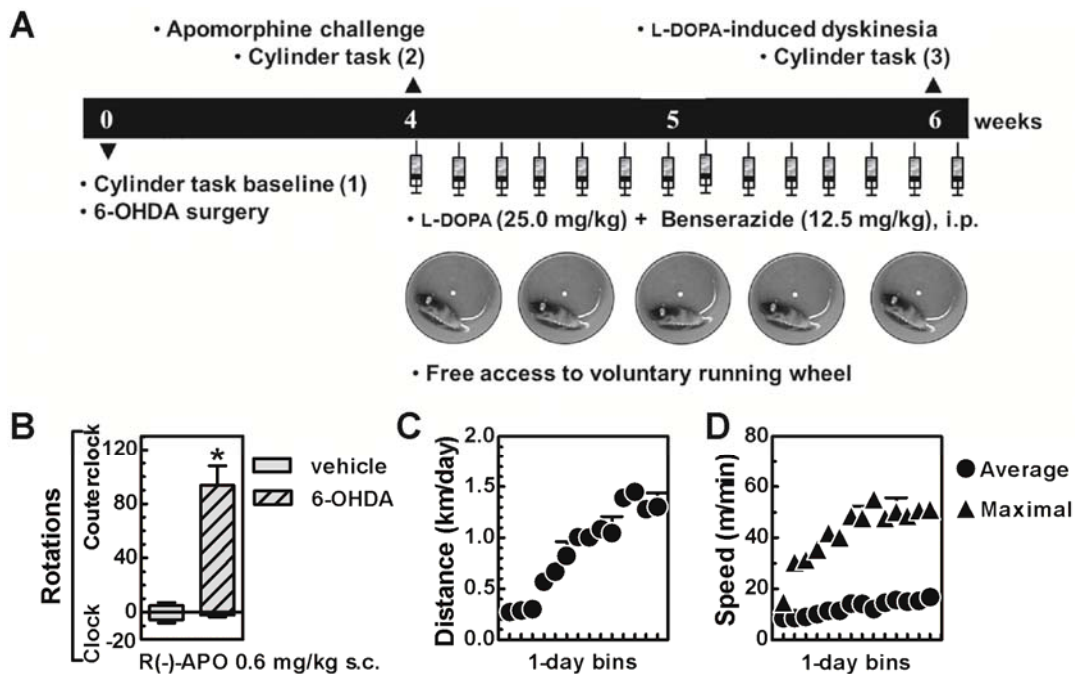 A
• Apomorphine challenge
• Cylinder task (2)
• L-DOPA-induced dyskinesia
Cylinder task (3)
0 4 5 6 weeks
• Cylinder task baseline (1)
• 6-OHDA surgery
• L-DOPA (25.0 mg/kg) + Benserazide (12.5 mg/kg), i.p.
• Free access to voluntary running wheel
B
Rotations
Couterclock
Clock
120
80
40
0
-20
*
vehicle
6-OHDA
R(-)-APO 0.6 mg/kg s.c.
C
Distance (km/day)
2.0
1.5
1.0
0.5
0.0
1-day bins
D
Speed (m/min)
80
60
40
20
0
1-day bins
Average
Maximal